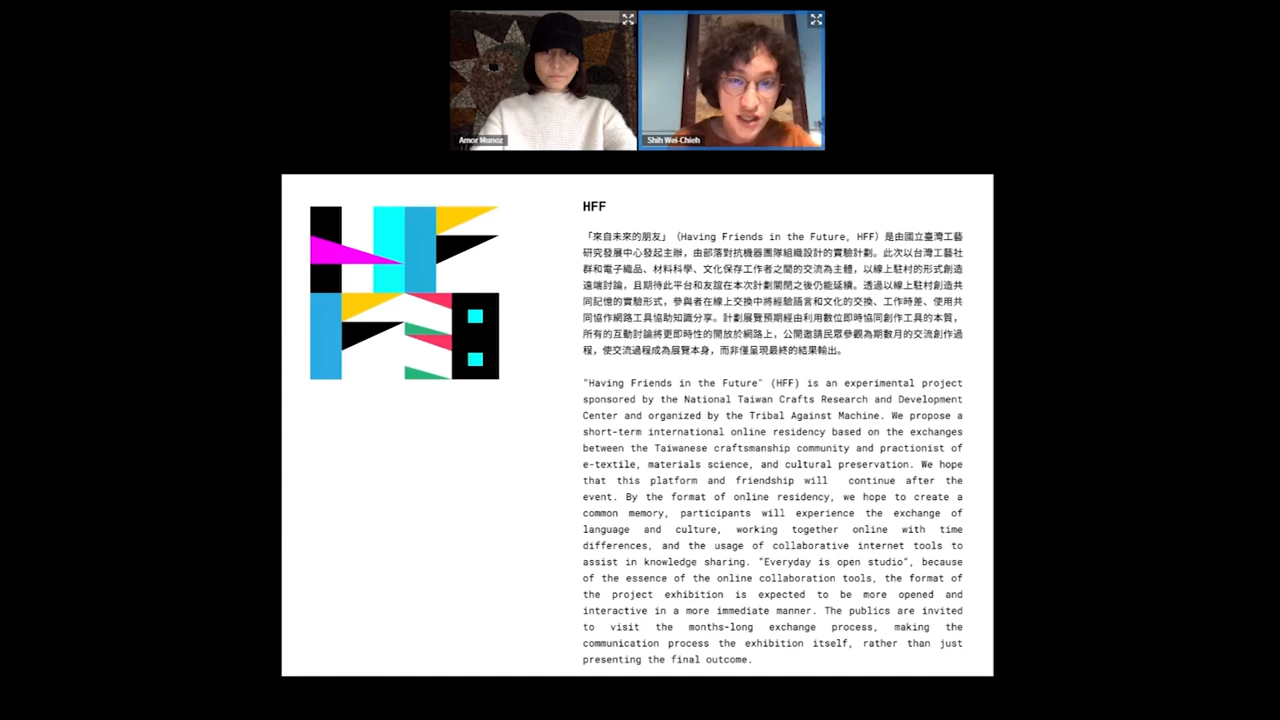 Amor Munoz
Shih Wei-Chieh
HFF
「來自未來的朋友」（Having Friends in the Future, HFF）是由國立臺灣工藝
研究發展中心發起主辦，由部落對抗機器團隊組織設計的實驗計劃。此次以台灣工藝社
群和電子織品、材料科學、文化保存工作者之間的交流為主體，以線上駐村的形式創造
遠端討論，且期待此平台和友誼在本次計劃關閉之後仍能延續。透過以線上駐村創造共
同記憶的實驗形式，參與者在線上交換中將經驗語言和文化的交換、工作時差、使用共
同協作網路工具協助知識分享。計劃展覽預期經由利用數位即時協同創作工具的本質，
所有的互動討論將更即時性的開放於網路上，公開邀請民眾參觀為期數月的交流創作過
程，使交流過程成為展覽本身，而非僅呈現最終的結果輸出。
"Having Friends in the Future" (HFF) is an experimental project
sponsored by the National Taiwan Crafts Research and Development
Center and organized by the Tribal Against Machine. We propose a
short-term international online residency based on the exchanges
between the Taiwanese craftsmanship community and practionist of
e-textile, materials science, and cultural preservation. We hope
that this platform and friendship will continue after the
event. By the format of online residency, we hope to create a
common memory, participants will experience the exchange of
language and culture, working together online with time
differences, and the usage of collaborative internet tools to
assist in knowledge sharing. "Everyday is open studio", because
of the essence of the online collaboration tools, the format of
the project exhibition is expected to be more opened and
interactive in a more immediate manner. The publics are invited
to visit the months-long exchange process, making the
communication process the exhibition itself, rather than just
presenting the final outcome.